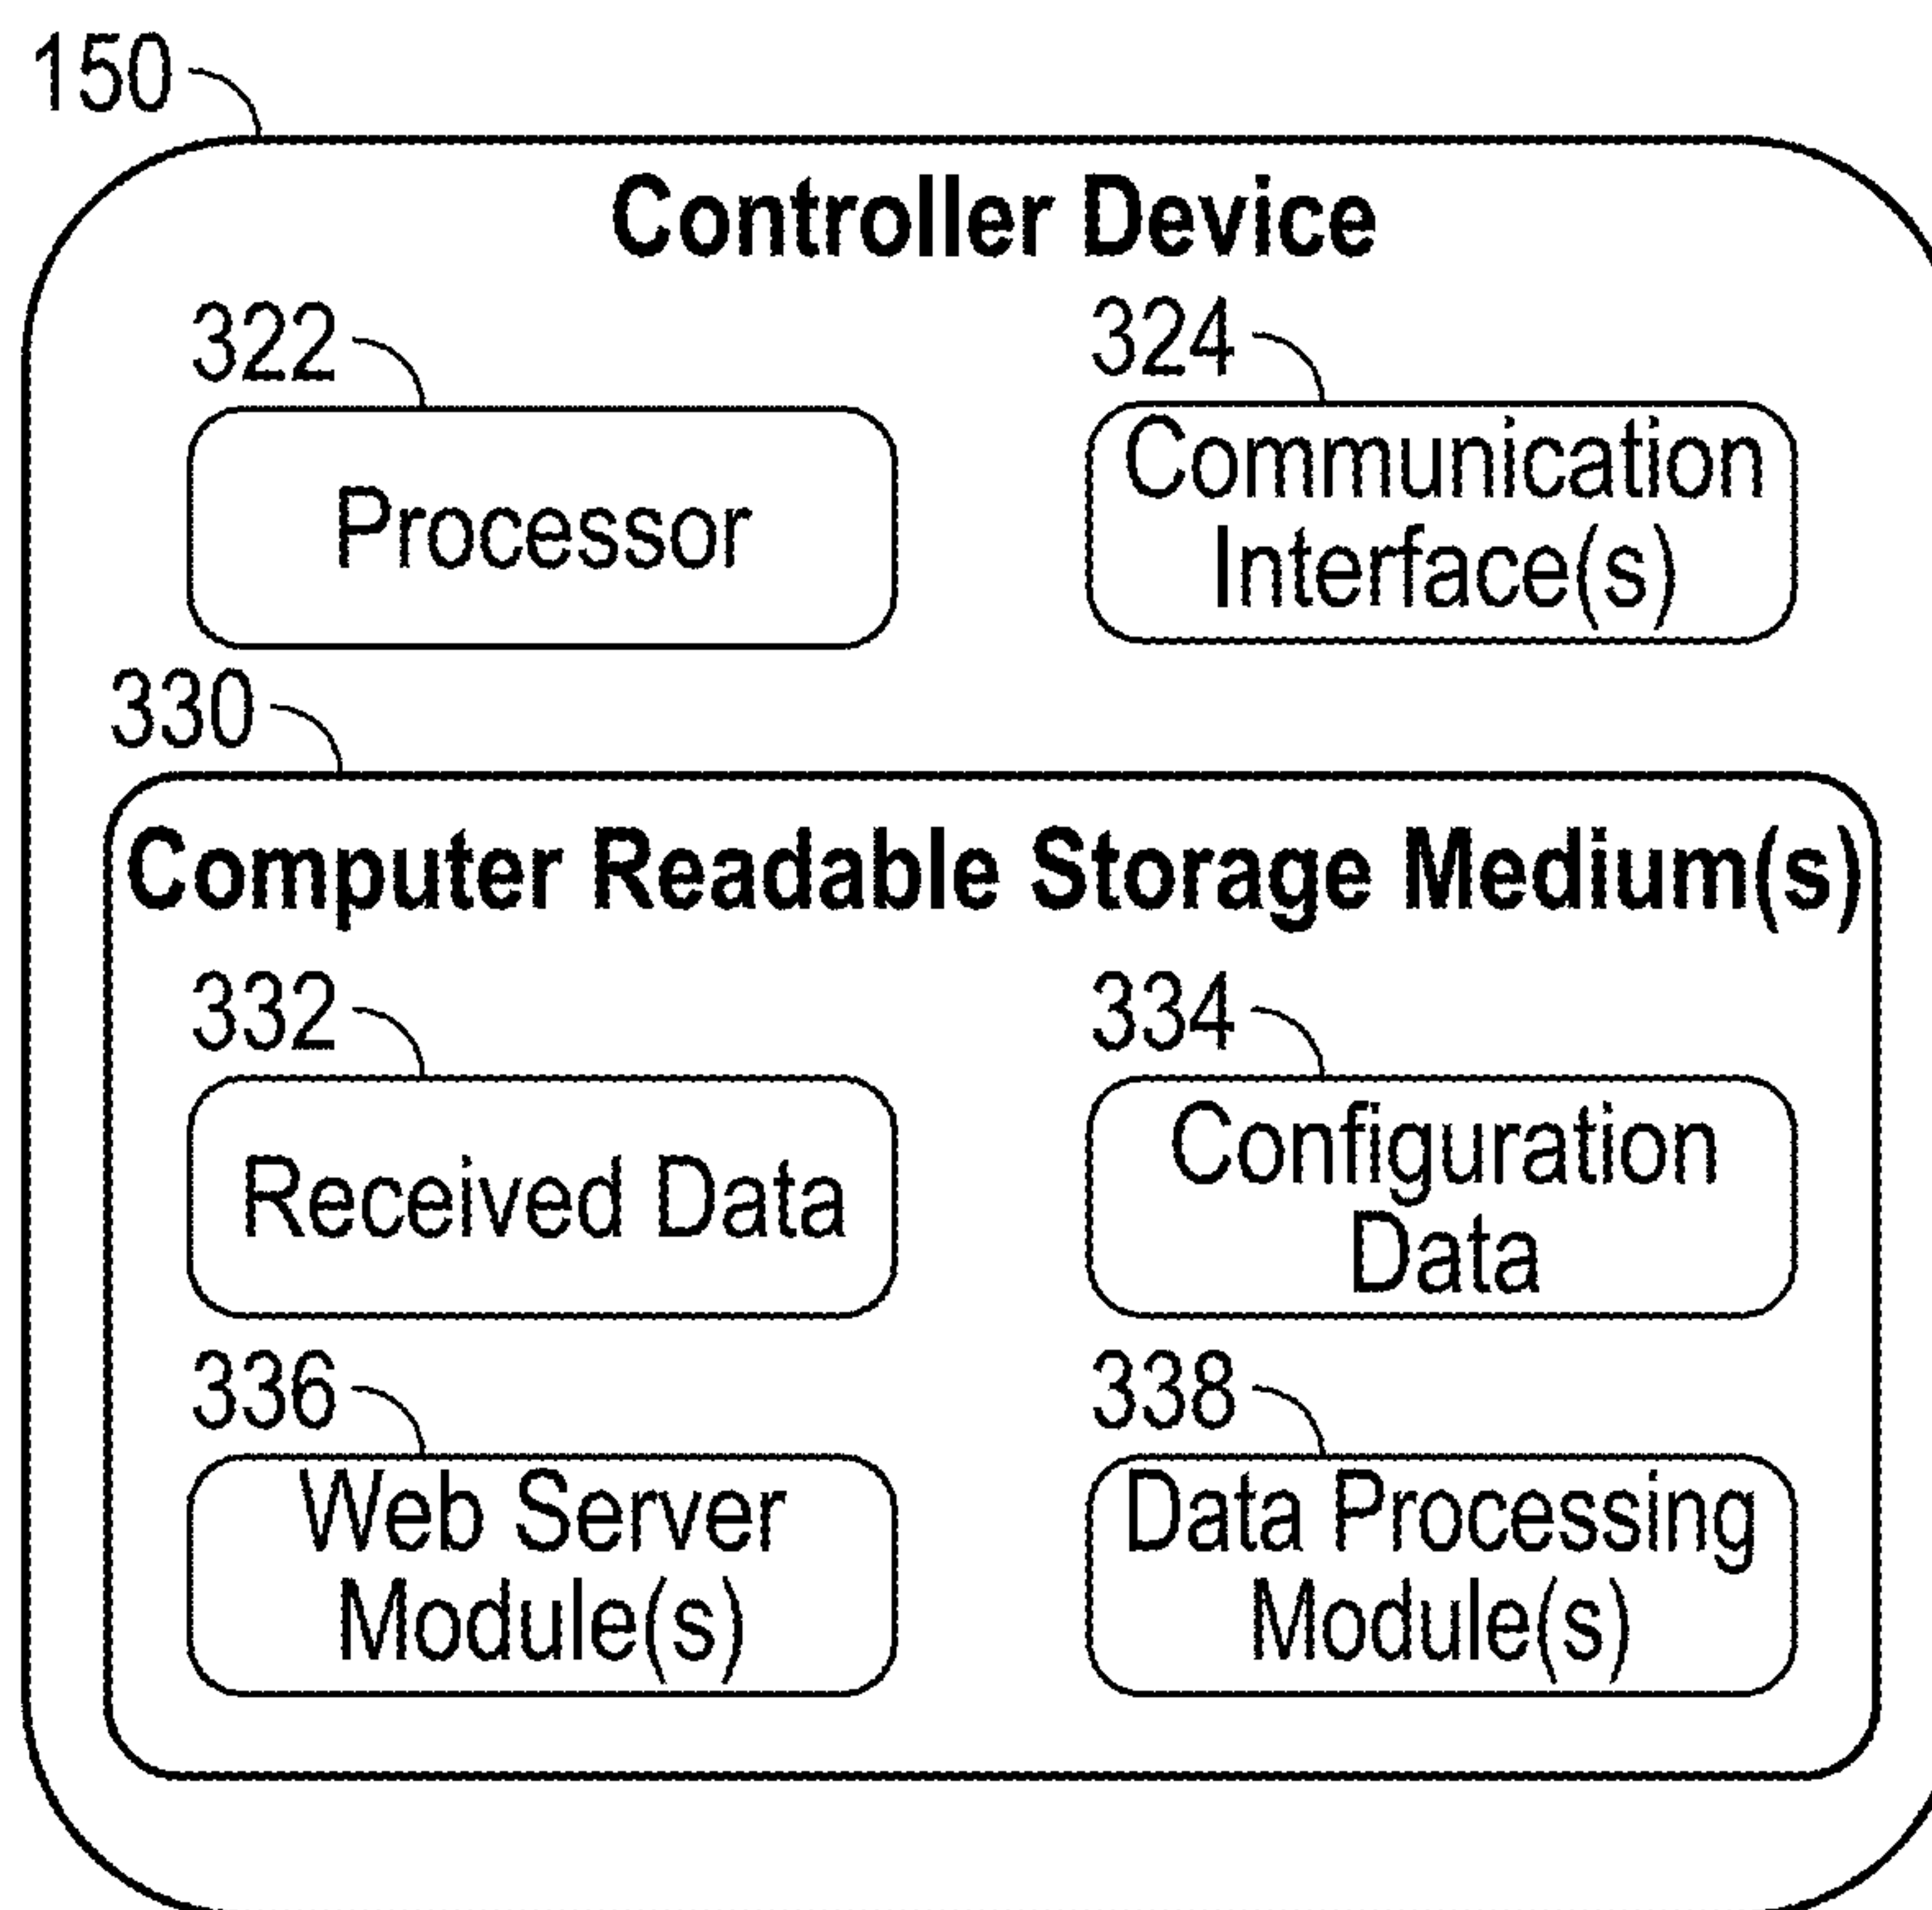 150
Controller Device
322
324
Processor
Communication
Interface(s)
330
Computer Readable Storage Medium(s)
332
334
Received Data
Configuration
Data
336
338
Web Server
Module(s)
Data Processing
Module(s)